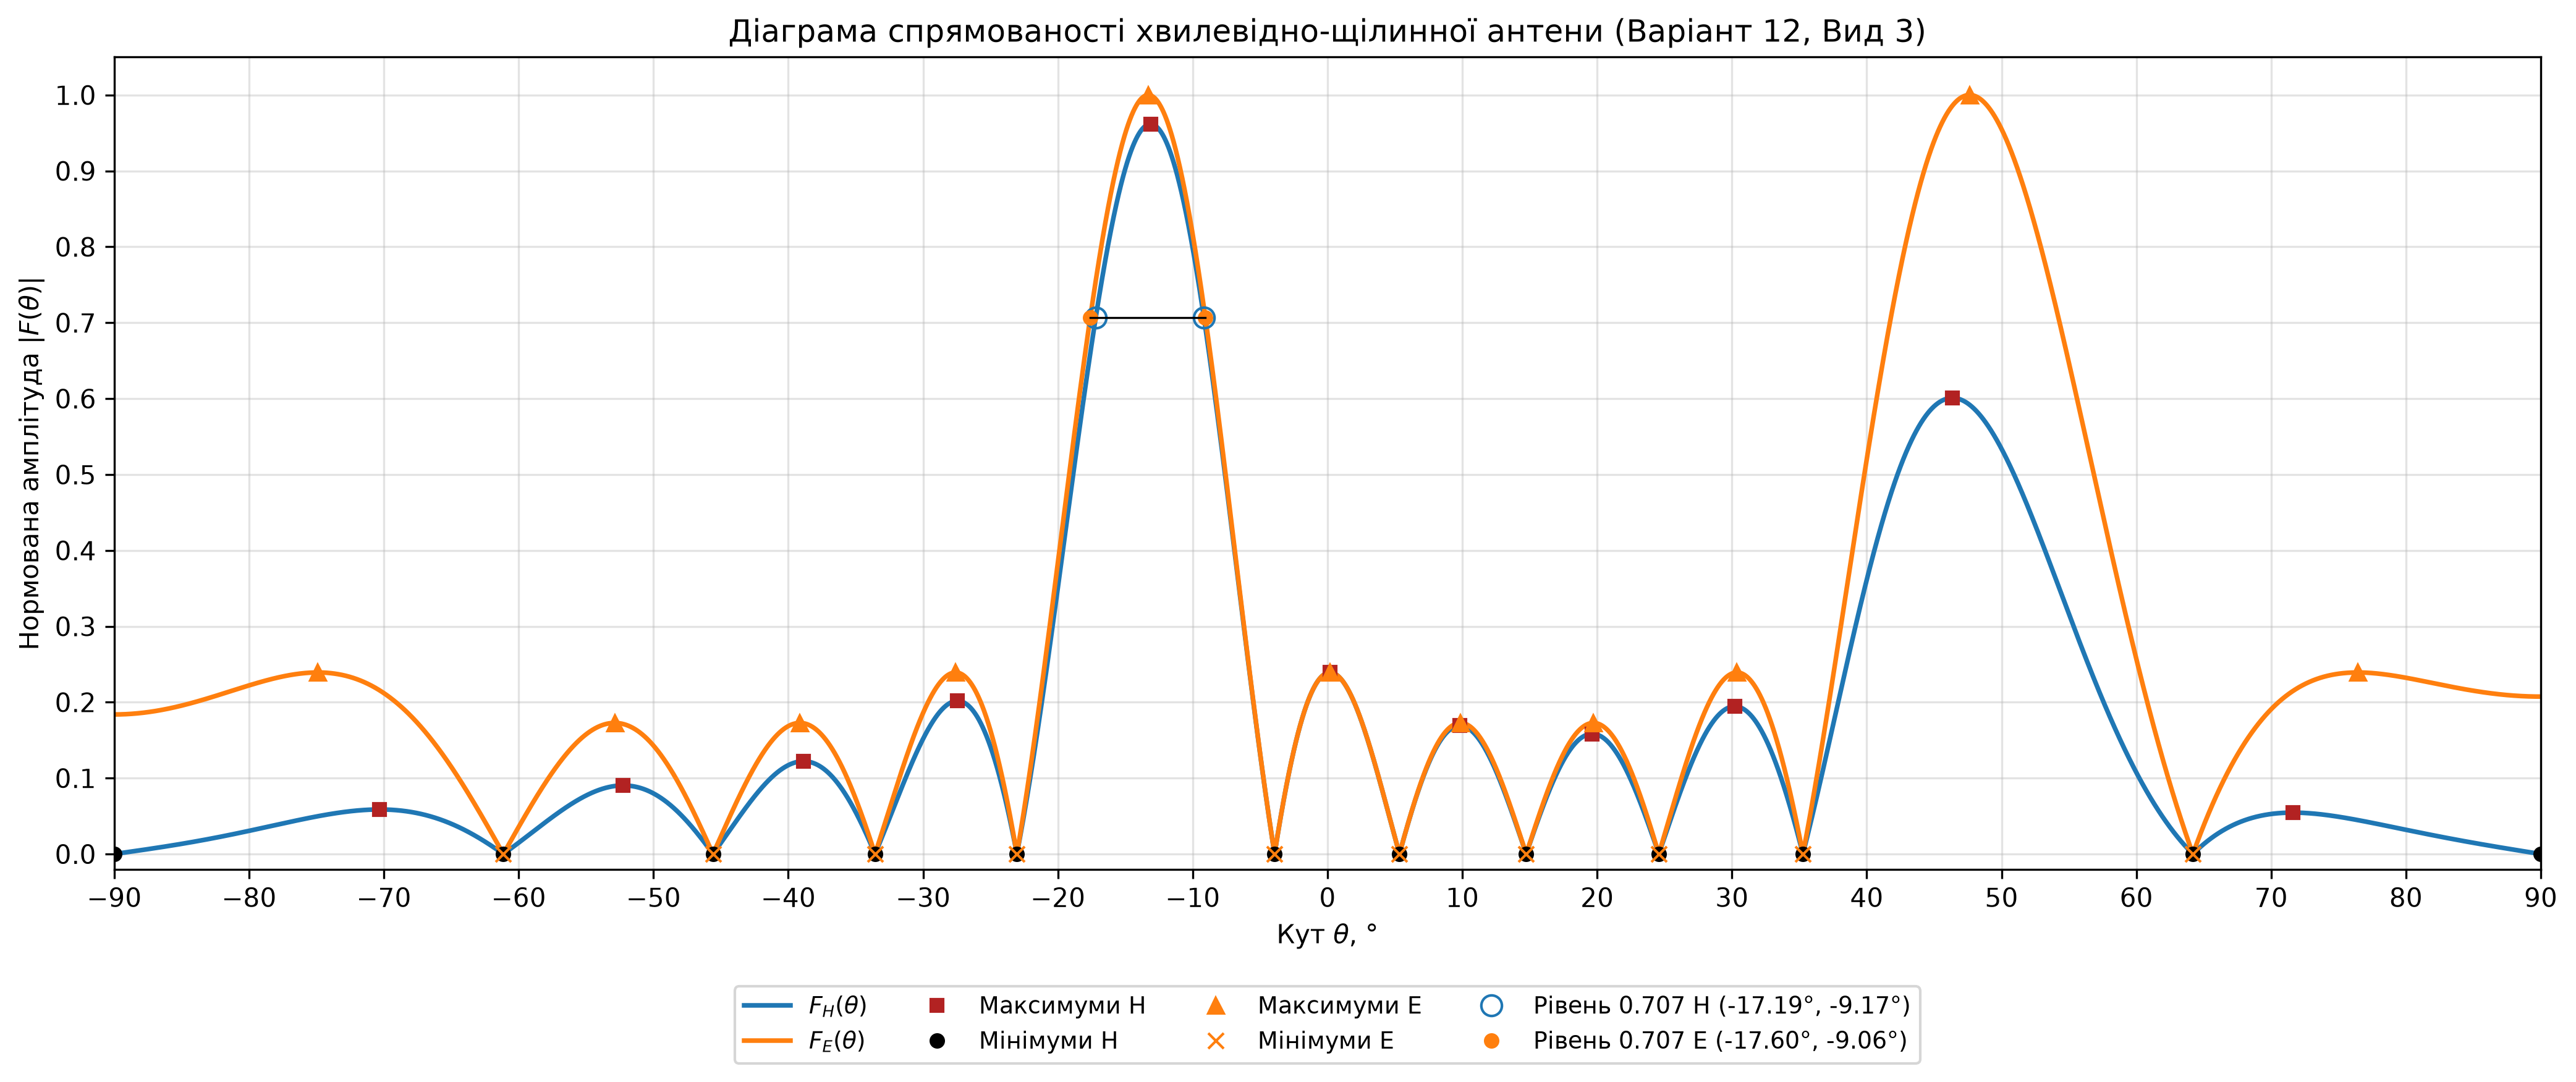 Діаграма спрямованості хвилевідно-щілинної антени (Варіант 12, Вид 3)
Нормована амплітуда |F(θ)|
1.0
0.9
0.8
0.7
0.6
0.5
0.4
0.3
0.2
0.1
0.0
−90 −80 −70 −60 −50 −40 −30 −20 −10 0 10 20 30 40 50 60 70 80 90
Кут θ, °
F_H(θ) Максимуми H Максимуми E Рівень 0.707 H (-17.19°, -9.17°)
F_E(θ) Мінімуми H Мінімуми E Рівень 0.707 E (-17.60°, -9.06°)